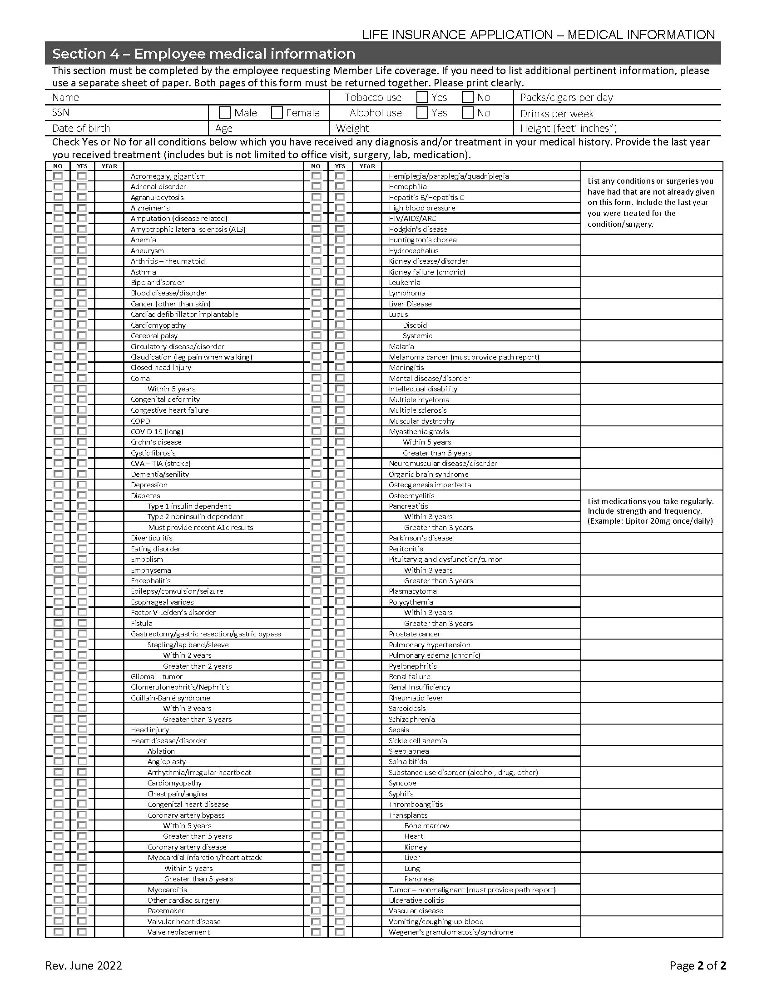 LIFE INSURANCE APPLICATION – MEDICAL INFORMATION
Section 4 – Employee medical information
This section must be completed by the employee requesting Member Life coverage. If you need to list additional pertinent information, please
use a separate sheet of paper. Both pages of this form must be returned together. Please print clearly.
Name Tobacco use Yes No Packs/cigars per day
SSN Male Female Alcohol use Yes No Drinks per week
Date of birth Age Weight Height (feet’ inches”)
Check Yes or No for all conditions below which you have received any diagnosis and/or treatment in your medical history. Provide the last year
you received treatment (includes but is not limited to office visit, surgery, lab, medication).
NO YES YEAR
Acromegaly, gigantism
Adrenal disorder
Agranulocytosis
Alzheimer’s
Amputation (disease related)
Amyotrophic lateral sclerosis (ALS)
Anemia
Aneurysm
Arthritis – rheumatoid
Asthma
Bipolar disorder
Blood disease/disorder
Cancer (other than skin)
Cardiac defibrillator implantable
Cardiomyopathy
Cerebral palsy
Circulatory disease/disorder
Claudication (leg pain when walking)
Closed head injury
Coma
Within 5 years
Congenital deformity
Congestive heart failure
COPD
COVID-19 (long)
Crohn’s disease
Cystic fibrosis
CVA – TIA (stroke)
Dementia/senility
Depression
Diabetes
Type 1 insulin dependent
Type 2 noninsulin dependent
Must provide recent A1c results
Diverticulitis
Eating disorder
Embolism
Emphysema
Encephalitis
Epilepsy/convulsion/seizure
Esophageal varices
Factor V Leiden’s disorder
Fistula
Gastrectomy/gastric resection/gastric bypass
Stapling/lap band/sleeve
Within 2 years
Greater than 2 years
Glioma – tumor
Glomerulonephritis/Nephritis
Guillain-Barré syndrome
Within 3 years
Greater than 3 years
Head injury
Heart disease/disorder
Ablation
Angioplasty
Arrhythmia/irregular heartbeat
Cardiomyopathy
Chest pain/angina
Congenital heart disease
Coronary artery bypass
Within 5 years
Greater than 5 years
Coronary artery disease
Myocardial infarction/heart attack
Within 5 years
Greater than 5 years
Myocarditis
Other cardiac surgery
Pacemaker
Valvular heart disease
Valve replacement
NO YES YEAR
Hemiplegia/paraplegia/quadriplegia
Hemophilia
Hepatitis B/Hepatitis C
High blood pressure
HIV/AIDS/ARC
Hodgkin's disease
Huntington’s chorea
Hydrocephalus
Kidney disease/disorder
Kidney failure (chronic)
Leukemia
Lymphoma
Liver Disease
Lupus
Discoid
Systemic
Malaria
Melanoma cancer (must provide path report)
Meningitis
Mental disease/disorder
Intellectual disability
Multiple myeloma
Multiple sclerosis
Muscular dystrophy
Myasthenia gravis
Within 5 years
Greater than 5 years
Neuromuscular disease/disorder
Organic brain syndrome
Osteogenesis imperfecta
Osteomyelitis
Pancreatitis
Within 3 years
Greater than 3 years
Parkinson's disease
Peritonitis
Pituitary gland dysfunction/tumor
Within 3 years
Greater than 3 years
Plasmacytoma
Polycythemia
Within 3 years
Greater than 3 years
Prostate cancer
Pulmonary hypertension
Pulmonary edema (chronic)
Pyelonephritis
Renal failure
Renal Insufficiency
Rheumatic fever
Sarcoidosis
Schizophrenia
Sepsis
Sickle cell anemia
Sleep apnea
Spina bifida
Substance use disorder (alcohol, drug, other)
Syncope
Syphilis
Thromboangiitis
Transplants
Bone marrow
Heart
Kidney
Liver
Lung
Pancreas
Tumor – nonmalignant (must provide path report)
Ulcerative colitis
Vascular disease
Vomiting/coughing up blood
Wegener's granulomatosis/syndrome
List any conditions or surgeries you
have had that are not already given
on this form. Include the last year
you were treated for the
condition/surgery.
List medications you take regularly.
Include strength and frequency.
(Example: Lipitor 20mg once/daily)
Rev. June 2022
Page 2 of 2